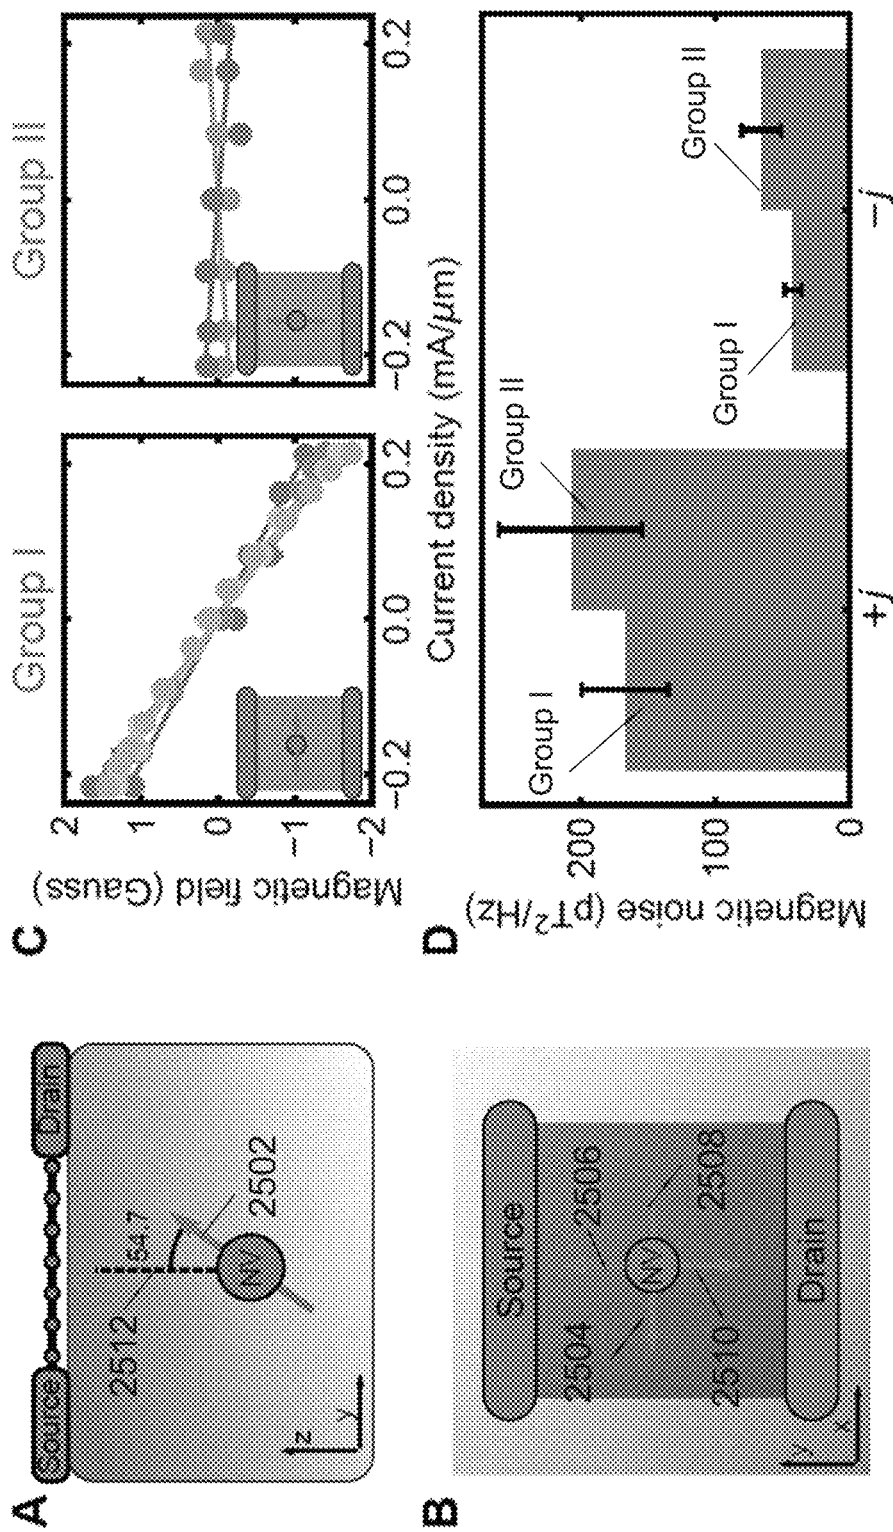 A
Source
Drain
2512
54.7
NV
2502
z
y
B
Source
2504
2506
NV
2510
2508
Drain
y
x
C
Group I
Group II
Magnetic field (Gauss)
2
1
0
−1
−2
−0.2
0.0
0.2
−0.2
0.0
0.2
Current density (mA/μm)
D
Magnetic noise (pT²/Hz)
200
100
0
Group I
Group II
Group I
Group II
+j
−j